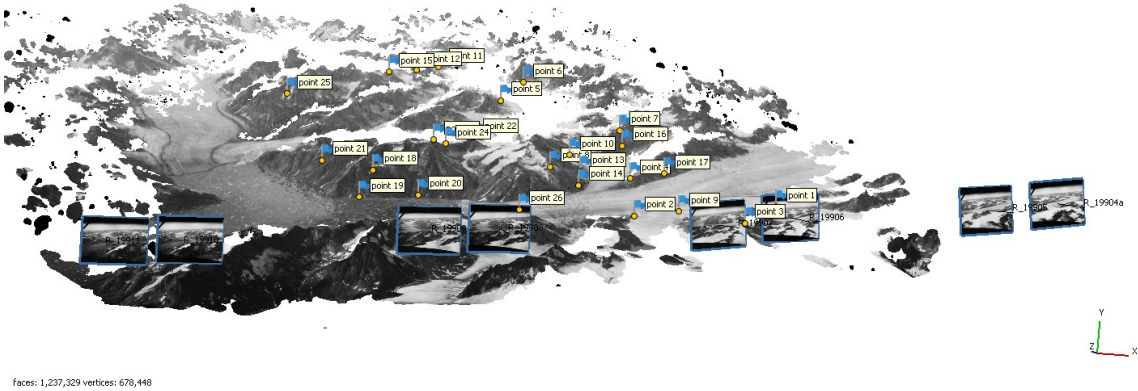 point 11
point 15
point 12
point 6
point 25
point 5
point 7
point 22
point 24
point 16
point 10
point 21
point 18
point 13
point 17
point 14
point 19
point 20
point 26
point 2
point 9
point 1
point 3
R_19906
R_19904a
R_19908
faces: 1,237,329 vertices: 678,448
Y
Z
X